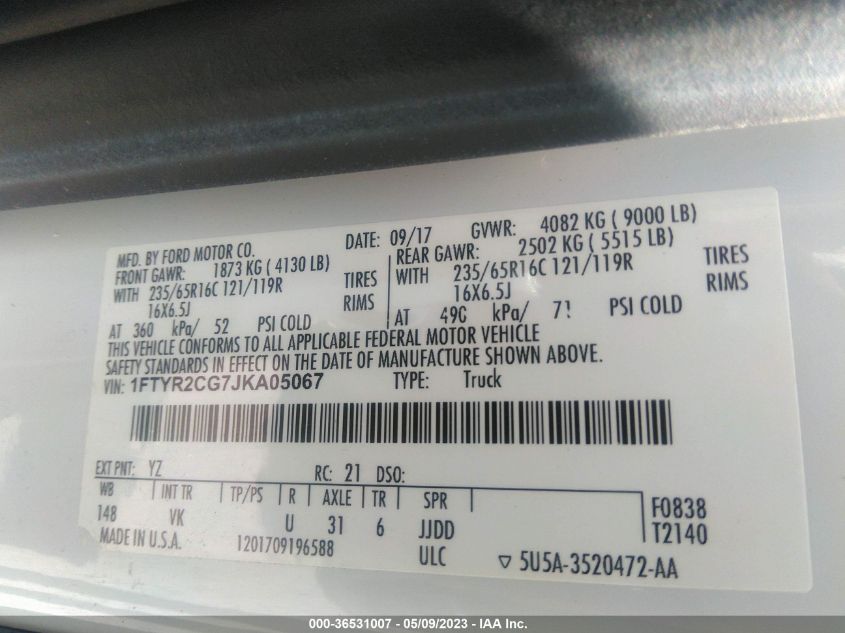 MFD. BY FORD MOTOR CO. DATE: 09/17 GVWR: 4082 KG ( 9000 LB)
FRONT GAWR: 1873 KG ( 4130 LB) REAR GAWR: 2502 KG ( 5515 LB)
WITH 235/65R16C 121/119R TIRES WITH 235/65R16C 121/119R TIRES
16X6.5J RIMS 16X6.5J RIMS
AT 360 kPa/ 52 PSI COLD AT 490 kPa/ 71 PSI COLD
THIS VEHICLE CONFORMS TO ALL APPLICABLE FEDERAL MOTOR VEHICLE
SAFETY STANDARDS IN EFFECT ON THE DATE OF MANUFACTURE SHOWN ABOVE.
VIN: 1FTYR2CG7JKA05067 TYPE: Truck
EXT PNT: YZ RC: 21 DSO:
WB INT TR TP/PS R AXLE TR SPR F0838
148 VK U 31 6 JJDD T2140
MADE IN U.S.A. 1201709196588 ULC ▽ 5U5A-3520472-AA
000-36531007 - 05/09/2023 - IAA Inc.